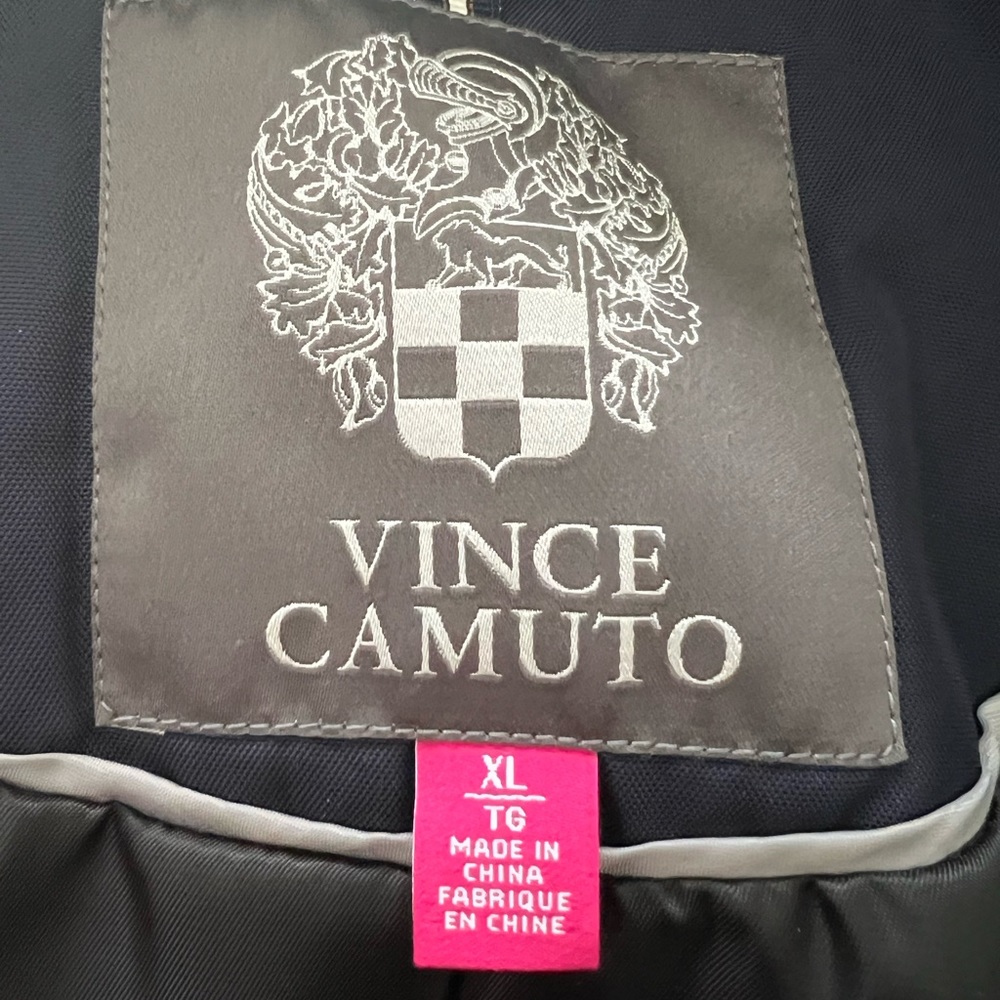 VINCE
CAMUTO
XL
TG
MADE IN
CHINA
FABRIQUE
EN CHINE